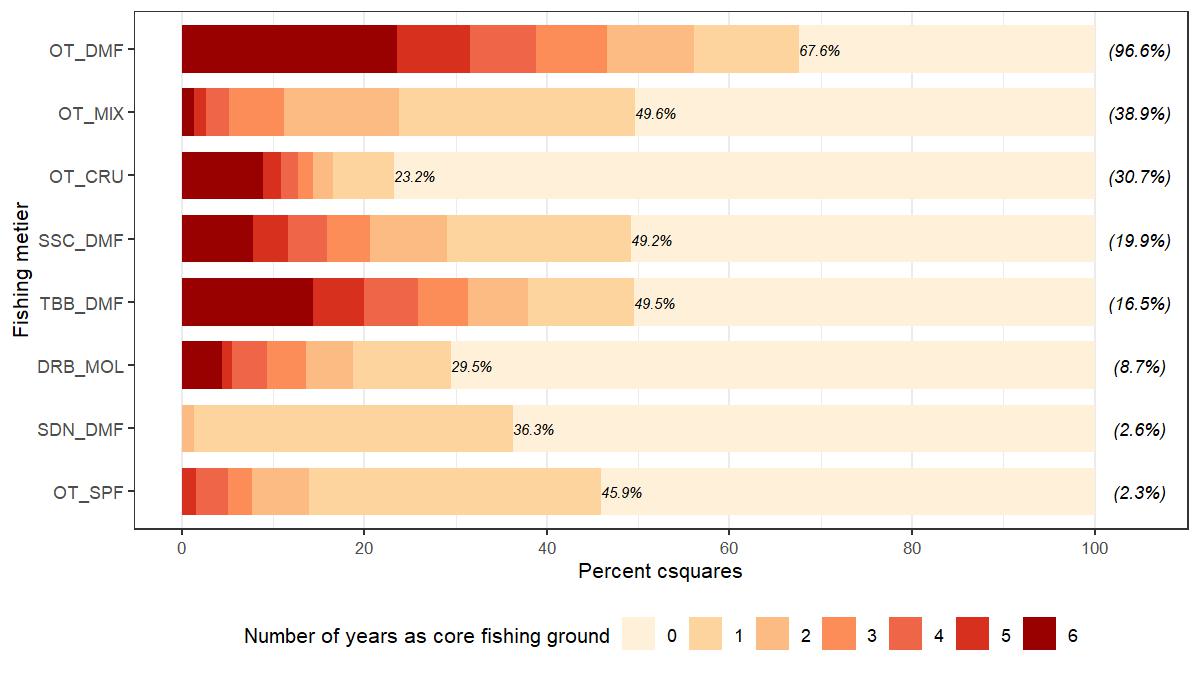 Fishing metier
OT_DMF 67.6% (96.6%)
OT_MIX 49.6% (38.9%)
OT_CRU 23.2% (30.7%)
SSC_DMF 49.2% (19.9%)
TBB_DMF 49.5% (16.5%)
DRB_MOL 29.5% (8.7%)
SDN_DMF 36.3% (2.6%)
OT_SPF 45.9% (2.3%)
0 20 40 60 80 100
Percent csquares
Number of years as core fishing ground 0 1 2 3 4 5 6